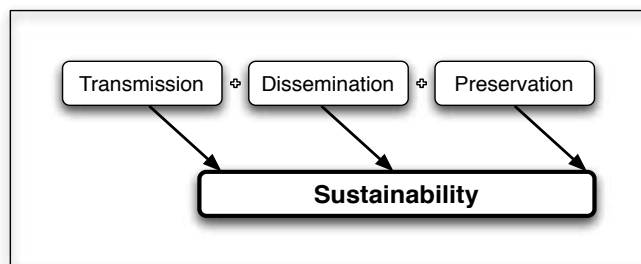 Transmission + Dissemination + Preservation
Sustainability